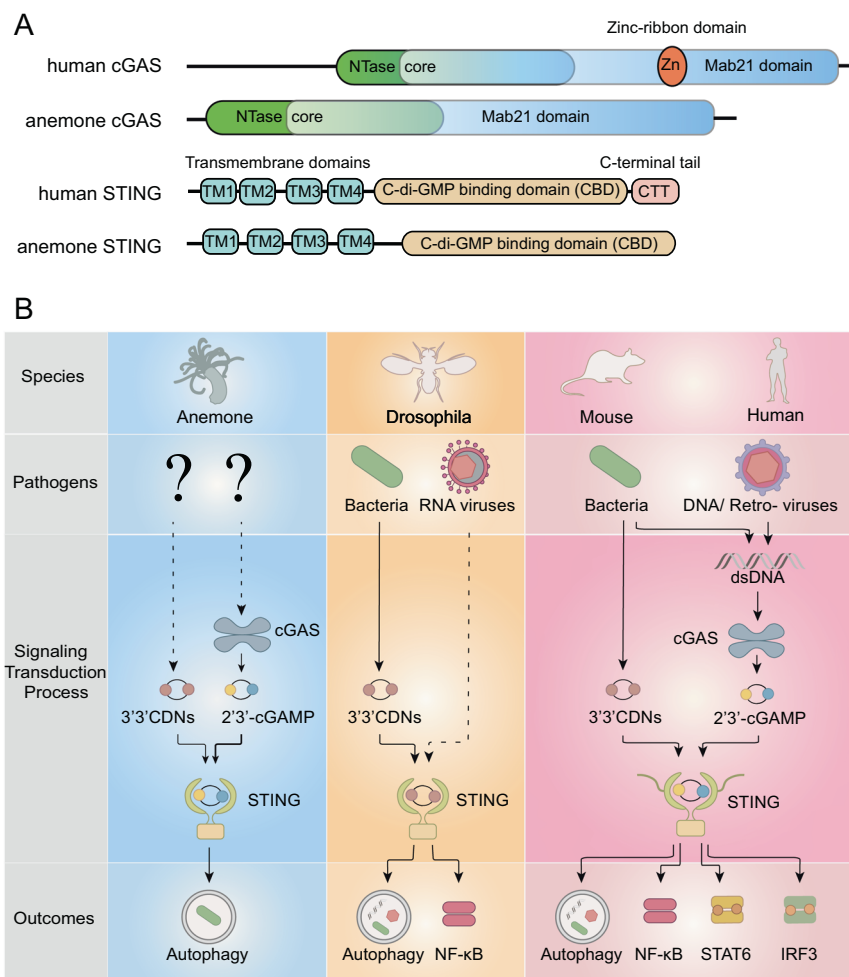 A
Zinc-ribbon domain
human cGAS
NTase core
Zn
Mab21 domain
anemone cGAS
NTase core
Mab21 domain
Transmembrane domains
C-terminal tail
human STING
TM1 TM2 TM3 TM4
C-di-GMP binding domain (CBD)
CTT
anemone STING
TM1 TM2 TM3 TM4
C-di-GMP binding domain (CBD)
B
Species
Anemone
Drosophila
Mouse
Human
Pathogens
? ?
Bacteria
RNA viruses
Bacteria
DNA/ Retro- viruses
dsDNA
Signaling
Transduction
Process
cGAS
cGAS
3'3'CDNs
2'3'-cGAMP
3'3'CDNs
3'3'CDNs
2'3'-cGAMP
STING
STING
STING
Outcomes
Autophagy
Autophagy
NF-κB
Autophagy
NF-κB
STAT6
IRF3